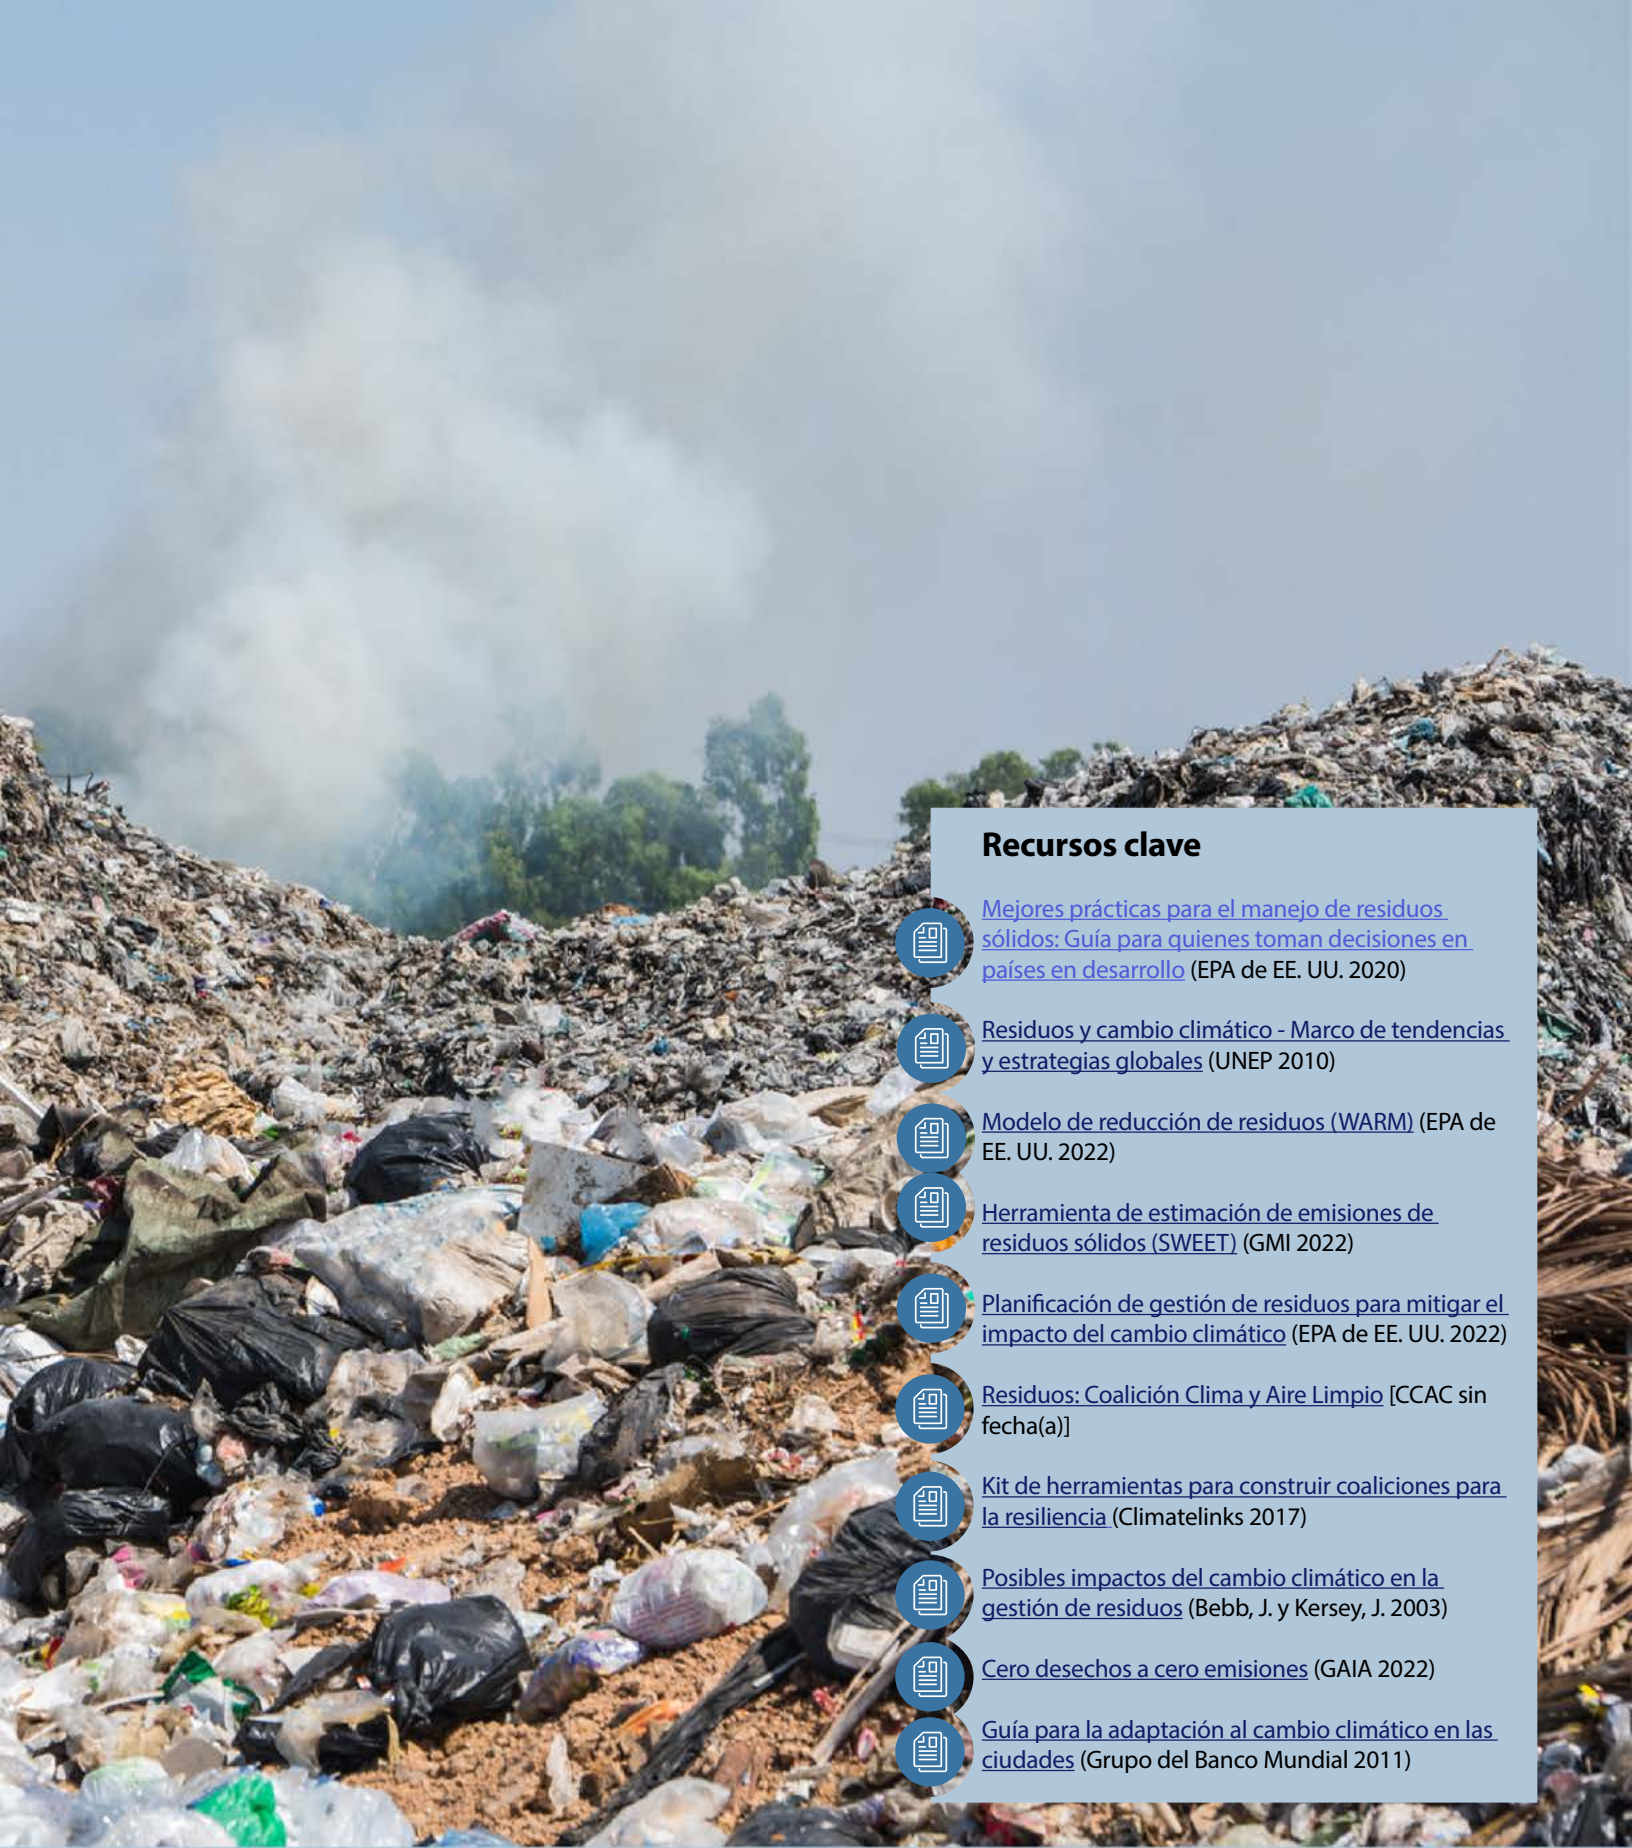 Recursos clave
Mejores prácticas para el manejo de residuos
sólidos: Guía para quienes toman decisiones en
países en desarrollo (EPA de EE. UU. 2020)
Residuos y cambio climático - Marco de tendencias
y estrategias globales (UNEP 2010)
Modelo de reducción de residuos (WARM) (EPA de
EE. UU. 2022)
Herramienta de estimación de emisiones de
residuos sólidos (SWEET) (GMI 2022)
Planificación de gestión de residuos para mitigar el
impacto del cambio climático (EPA de EE. UU. 2022)
Residuos: Coalición Clima y Aire Limpio [CCAC sin
fecha(a)]
Kit de herramientas para construir coaliciones para
la resiliencia (Climatelinks 2017)
Posibles impactos del cambio climático en la
gestión de residuos (Bebb, J. y Kersey, J. 2003)
Cero desechos a cero emisiones (GAIA 2022)
Guía para la adaptación al cambio climático en las
ciudades (Grupo del Banco Mundial 2011)